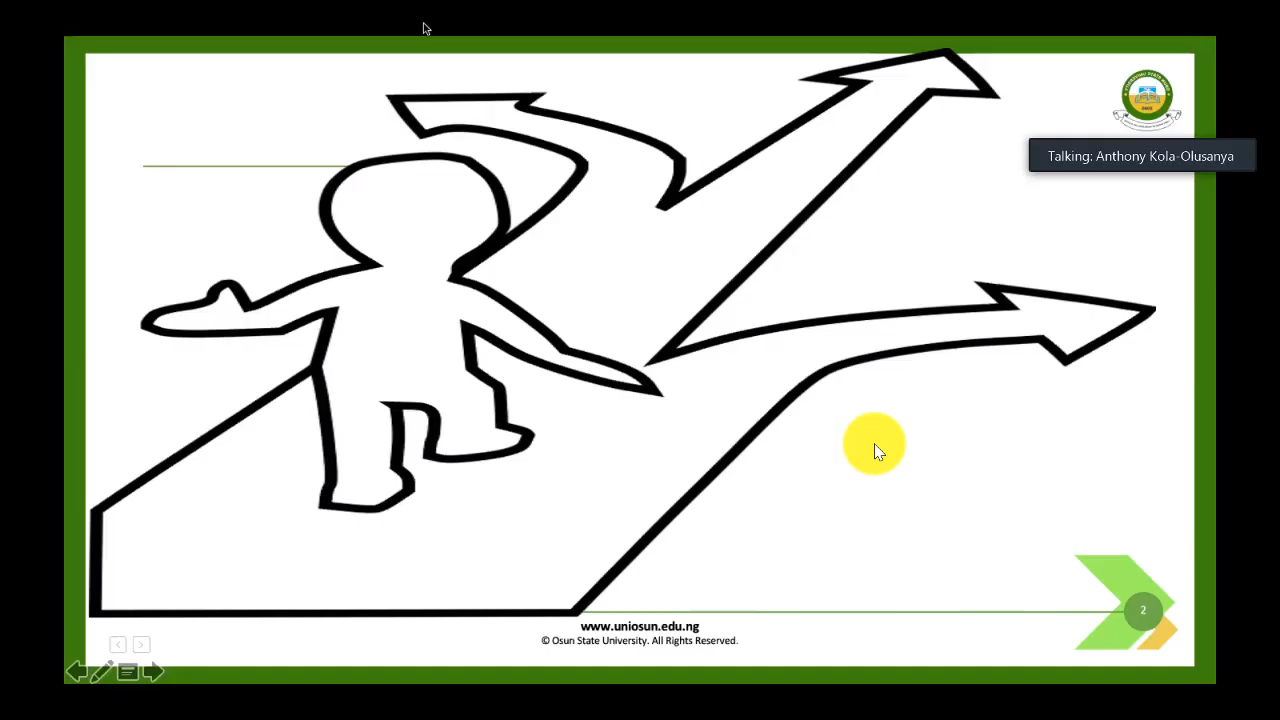 Talking: Anthony Kola-Olusanya
2
www.uniosun.edu.ng
© Osun State University. All Rights Reserved.